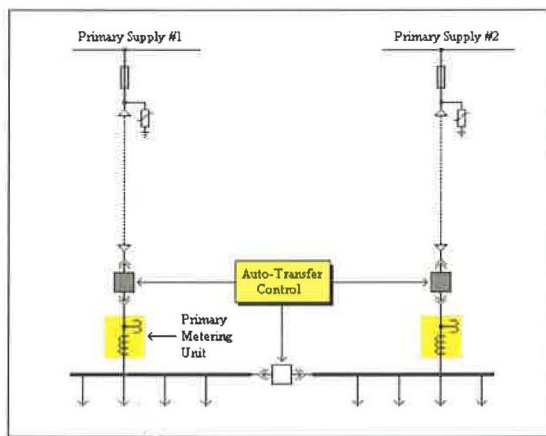 Primary Supply #1
Primary Supply #2
Auto-Transfer
Control
Primary
Metering
Unit